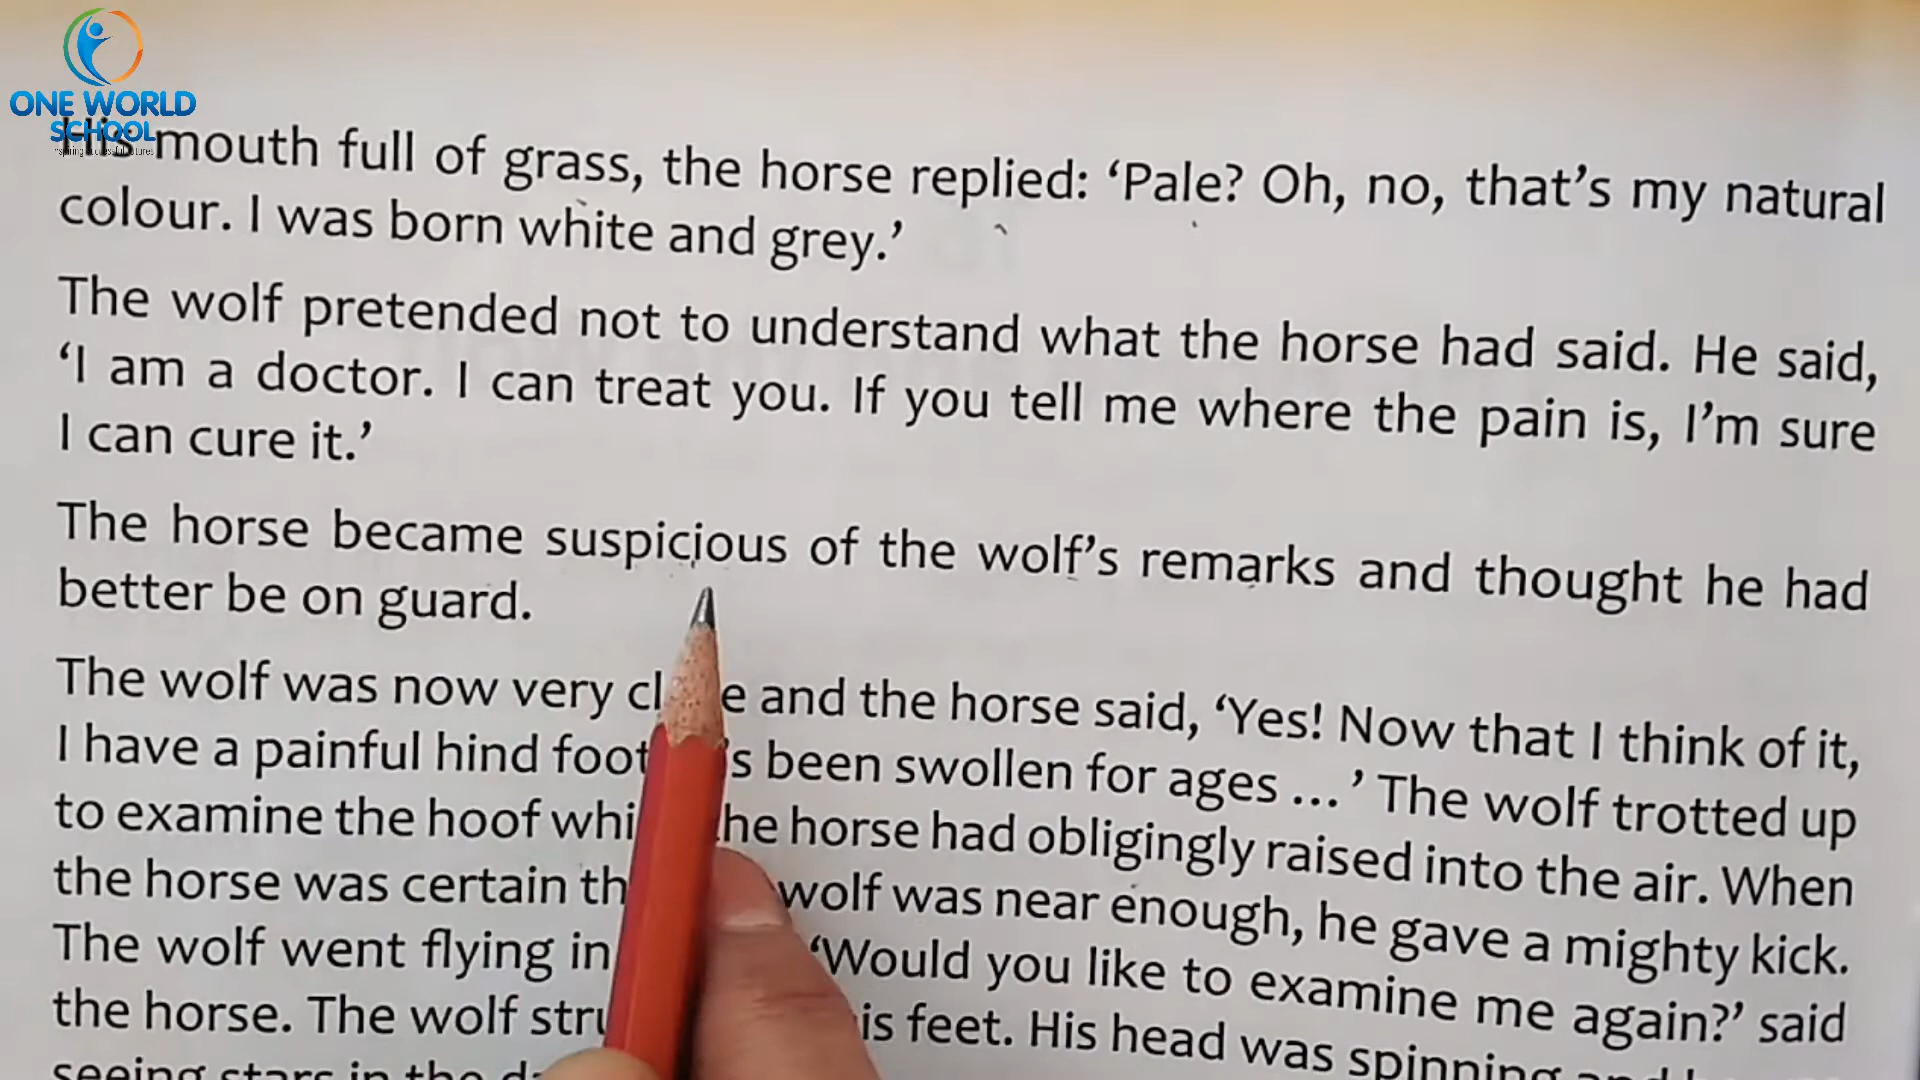 ONE WORLD
SCHOOL
His mouth full of grass, the horse replied: ‘Pale? Oh, no, that’s my natural
colour. I was born white and grey.’
The wolf pretended not to understand what the horse had said. He said,
‘I am a doctor. I can treat you. If you tell me where the pain is, I’m sure
I can cure it.’
The horse became suspicious of the wolf’s remarks and thought he had
better be on guard.
The wolf was now very and the horse said, ‘Yes! Now that I think of it,
I have a painful hind foot been swollen for ages ...’ The wolf trotted up
to examine the hoof horse had obligingly raised into the air. When
the horse was certain wolf was near enough, he gave a mighty kick.
The wolf went flying in ‘Would you like to examine me again?’ said
the horse. The wolf feet. His head was spinning
seeing stars in the